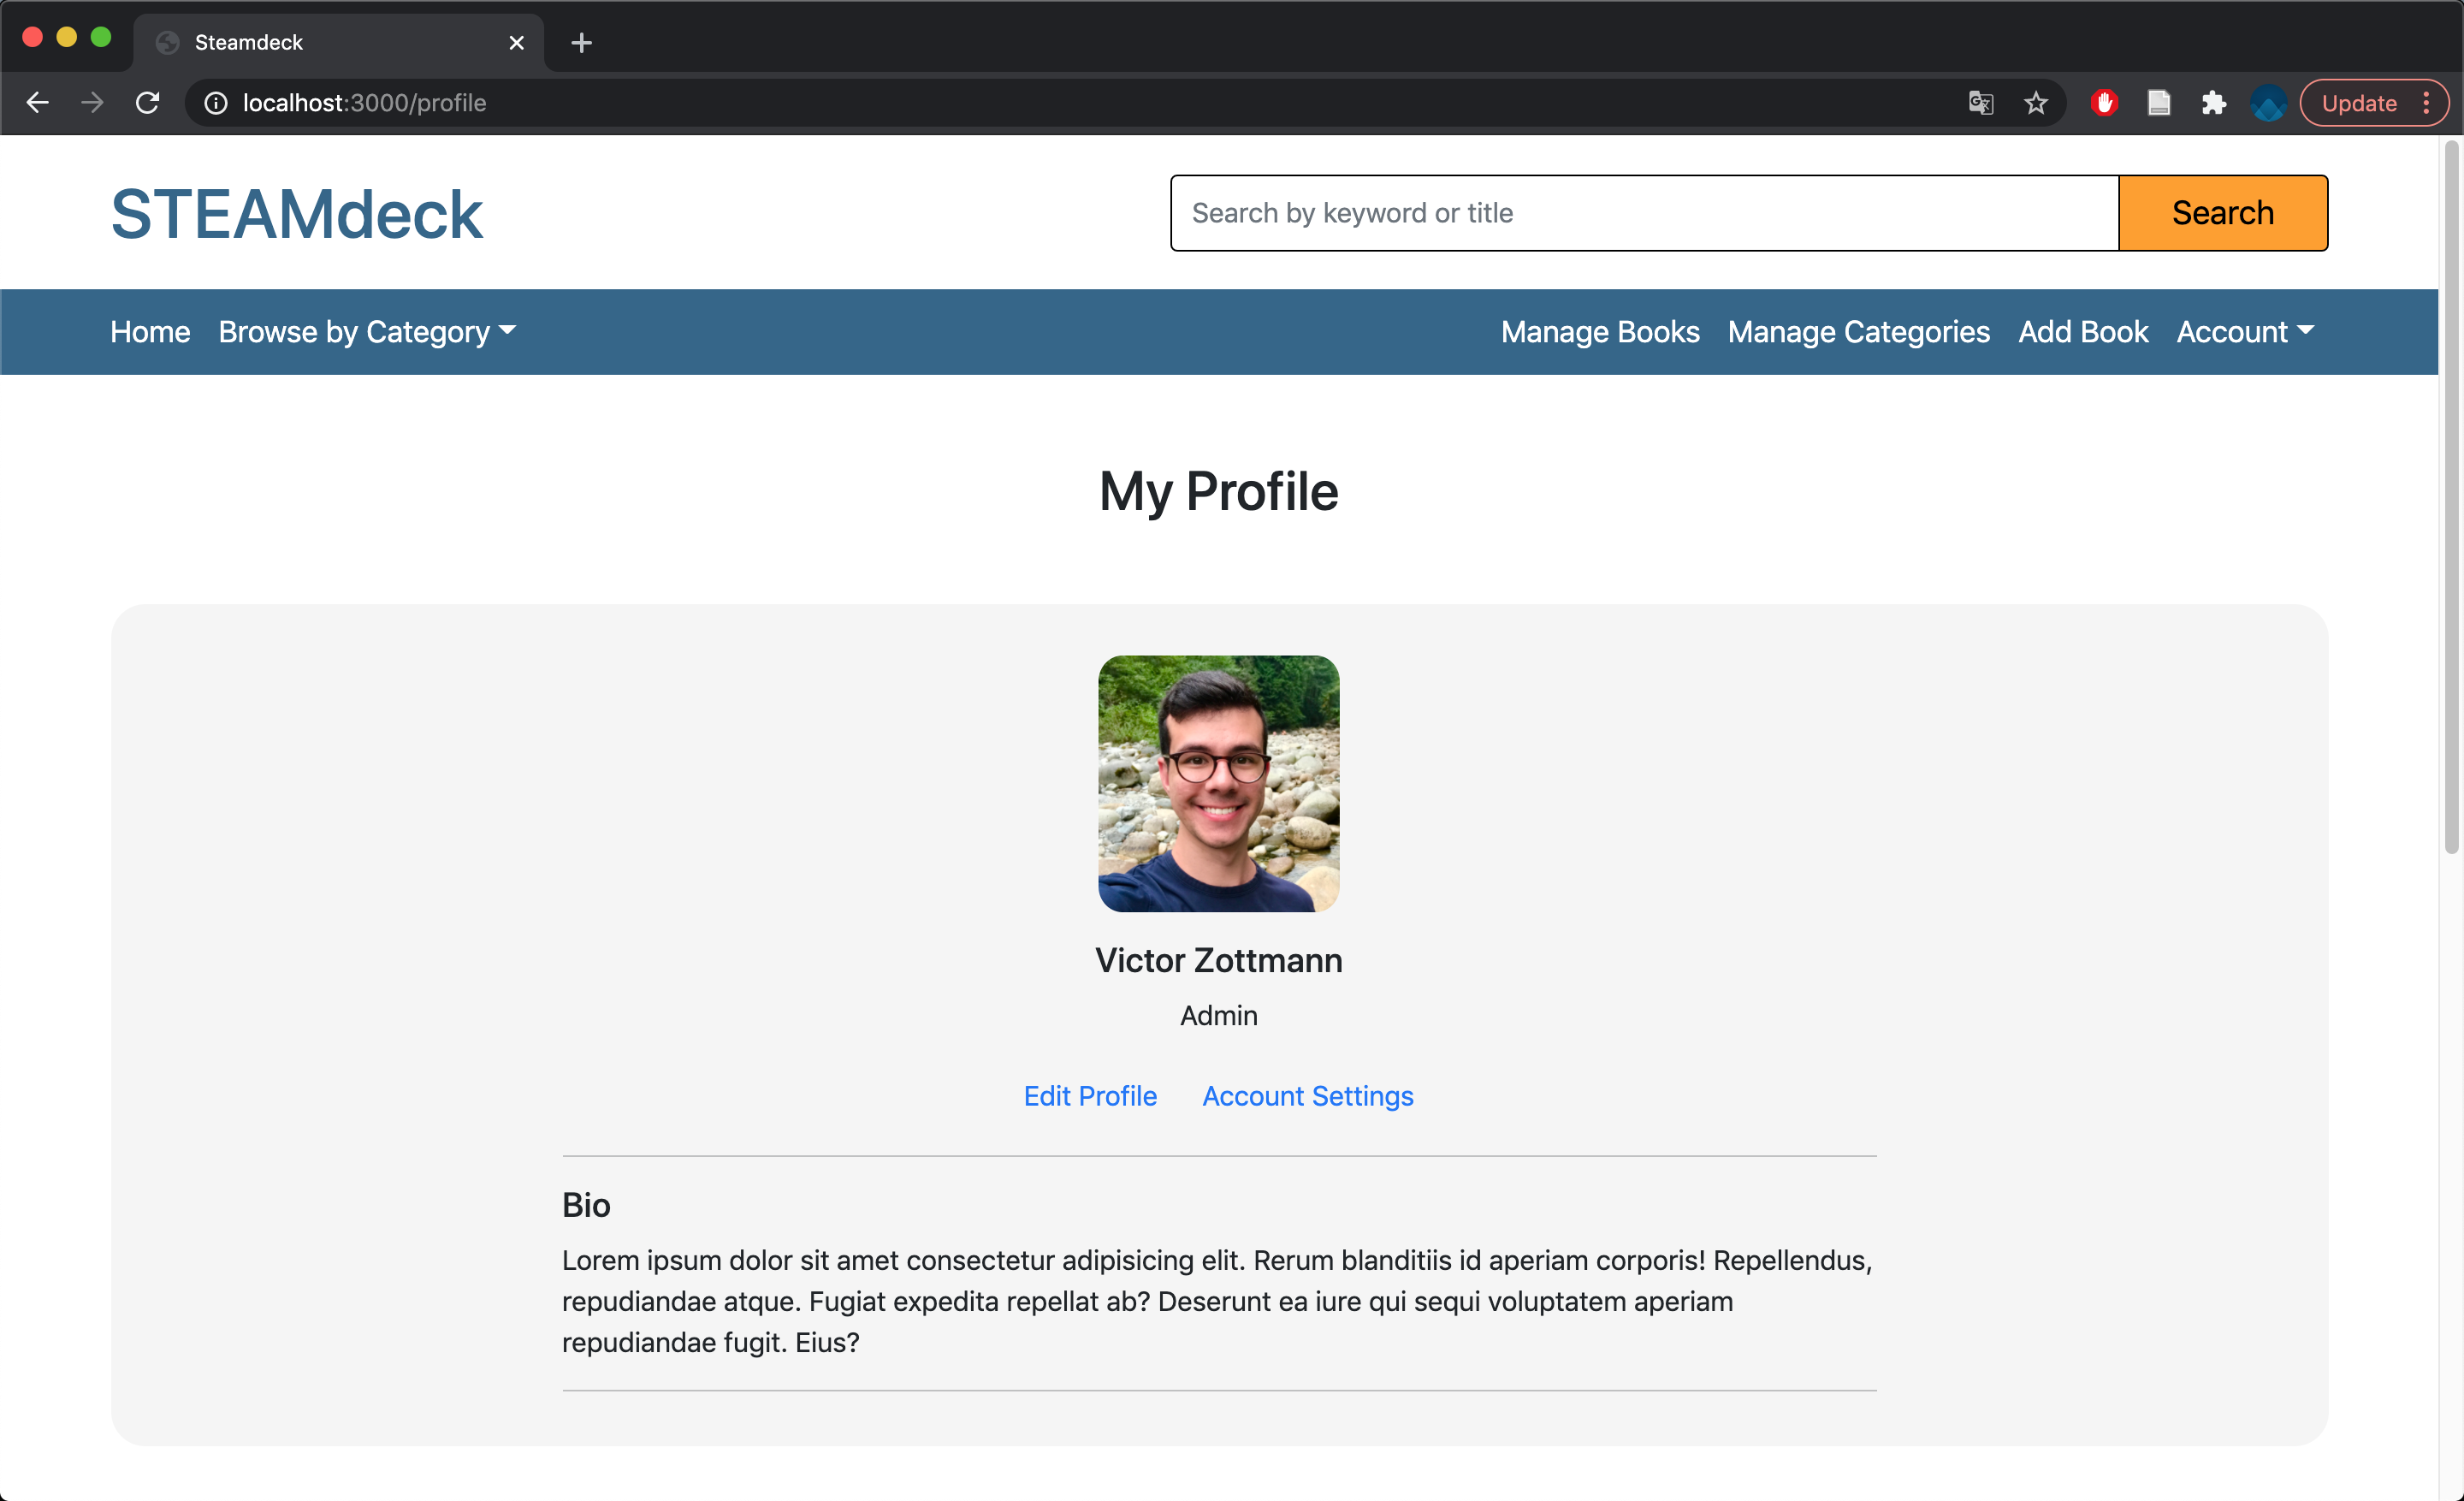 Steamdeck
localhost:3000/profile
Update
STEAMdeck
Search by keyword or title
Search
Home Browse by Category Manage Books Manage Categories Add Book Account
My Profile
Victor Zottmann
Admin
Edit Profile Account Settings
Bio
Lorem ipsum dolor sit amet consectetur adipisicing elit. Rerum blanditiis id aperiam corporis! Repellendus,
repudiandae atque. Fugiat expedita repellat ab? Deserunt ea iure qui sequi voluptatem aperiam
repudiandae fugit. Eius?